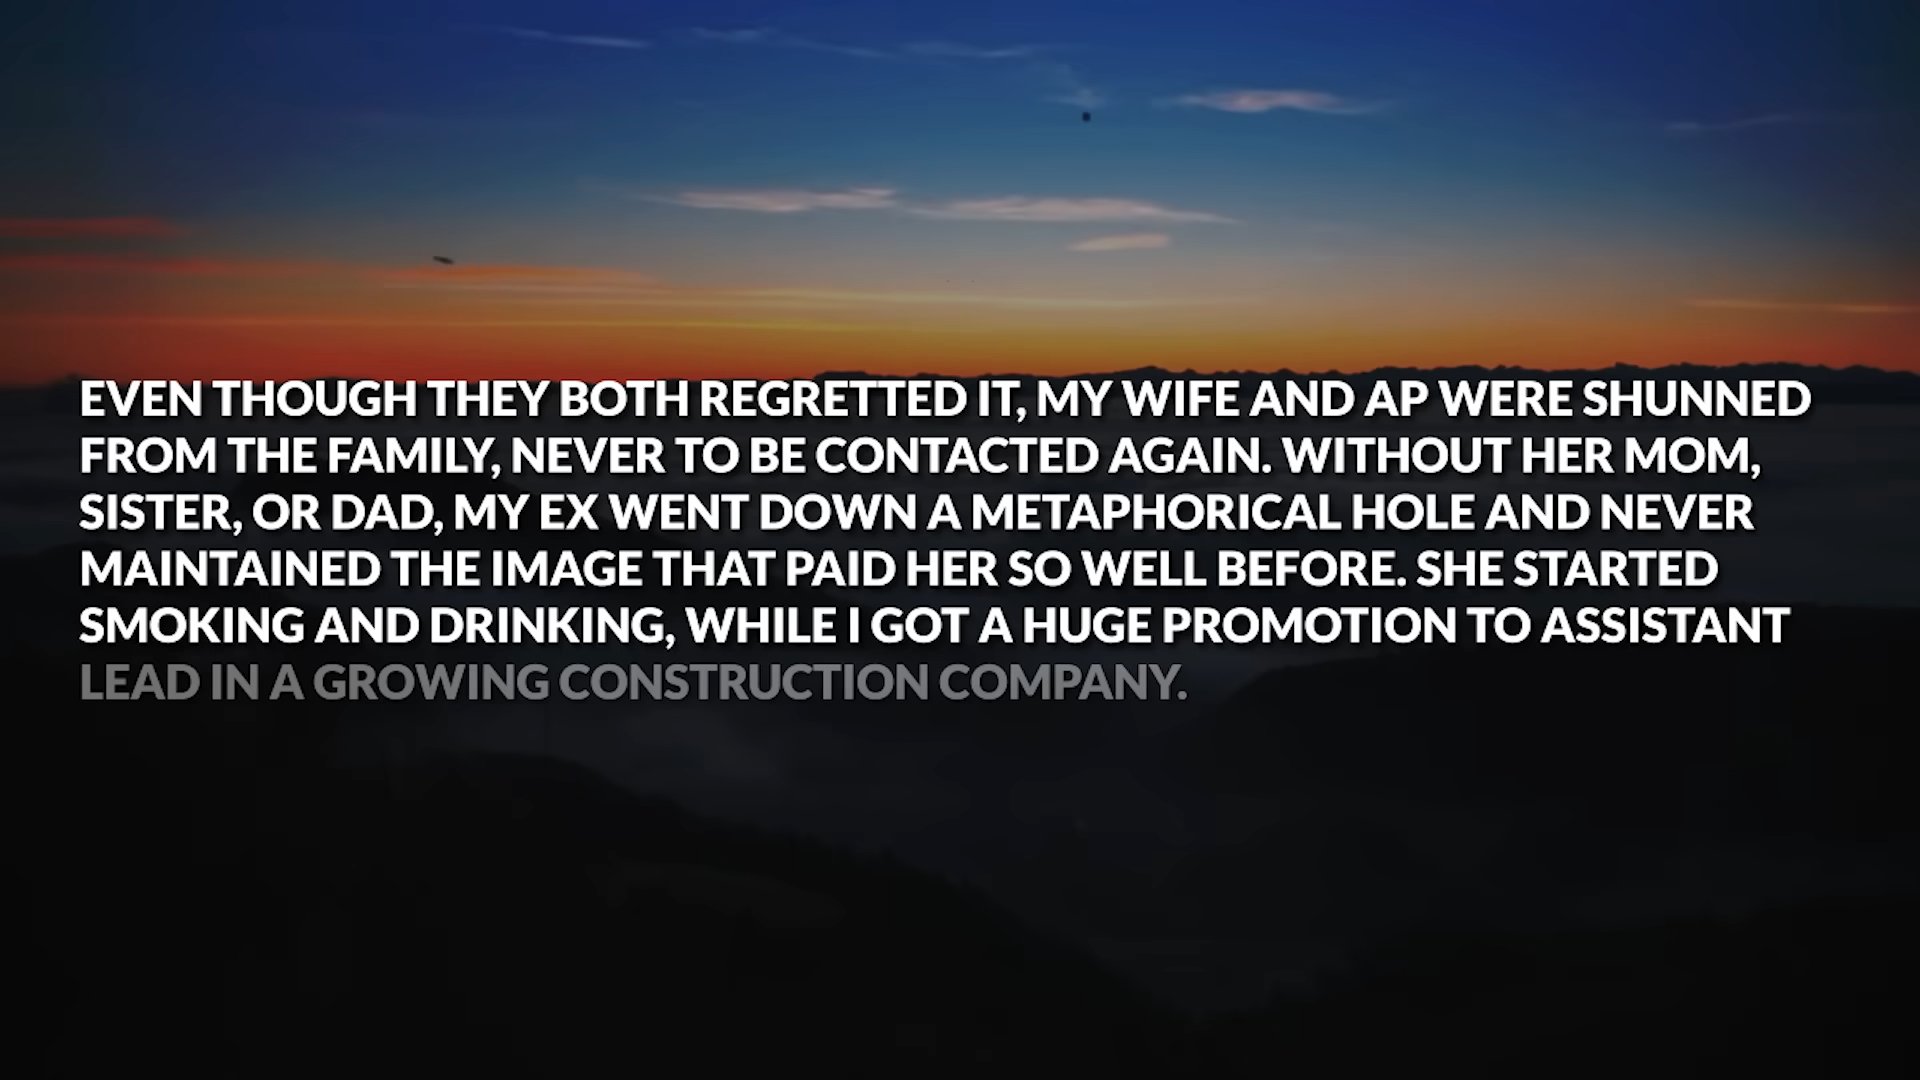 EVEN THOUGH THEY BOTH REGRETTED IT, MY WIFE AND AP WERE SHUNNED
FROM THE FAMILY, NEVER TO BE CONTACTED AGAIN. WITHOUT HER MOM,
SISTER, OR DAD, MY EX WENT DOWN A METAPHORICAL HOLE AND NEVER
MAINTAINED THE IMAGE THAT PAID HER SO WELL BEFORE. SHE STARTED
SMOKING AND DRINKING, WHILE I GOT A HUGE PROMOTION TO ASSISTANT
LEAD IN A GROWING CONSTRUCTION COMPANY.